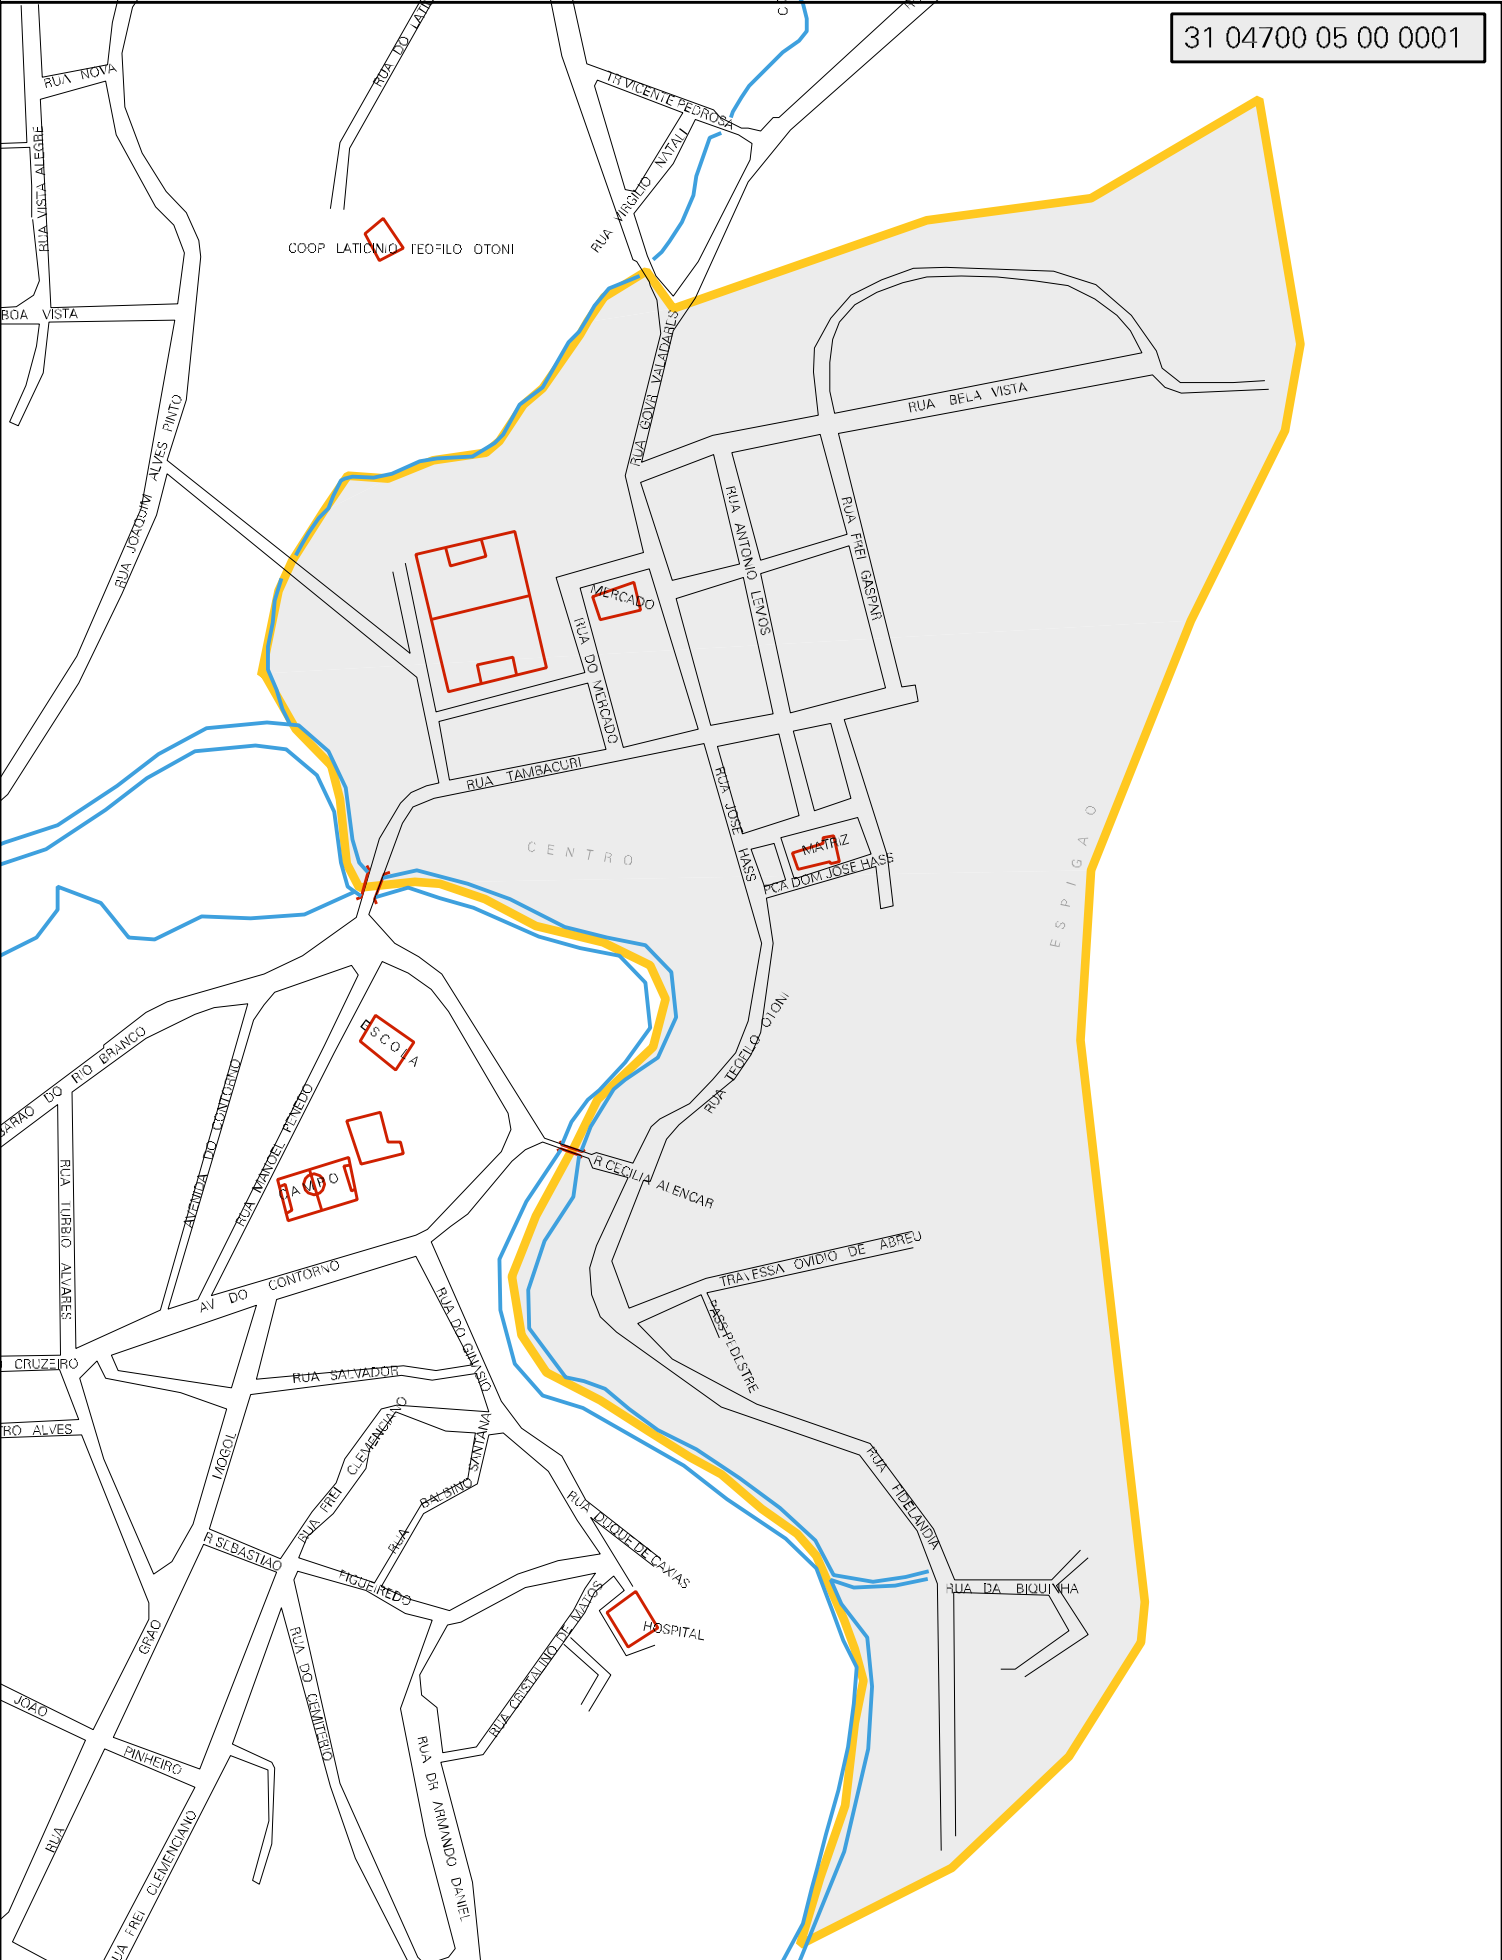 31 04700 05 00 0001
RUA NOVA
RUA DO LATI
TR VICENTE PEDROSA
RUA VIRGILIO NATALI
RUA VISTA ALEGRE
COOP LATICINIO TEOFILO OTONI
BOA VISTA
RUA GOVR VALADARES
RUA BELA VISTA
RUA JOAQUIM ALVES PINTO
RUA ANTONIO LEMOS
RUA FREI GASPAR
MERCADO
RUA DO MERCADO
RUA TAMBACURI
RUA JOSE HASS
MATRIZ
PCA DOM JOSE HASS
CENTRO
ESPIGAO
RUA TEOFILO OTONI
BARAO DO RIO BRANCO
ESCOLA
AVENIDA DO CONTORNO
RUA MANOEL PENEDO
CAMPO
RUA TURBIO ALVARES
R CECILIA ALENCAR
TRAVESSA OVIDIO DE ABREU
PASS PEDESTRE
AV DO CONTORNO
RUA DO GINASIO
CRUZEIRO
RUA SALVADOR
TRO ALVES
MOGOL
RUA FREI CLEMENCIANO
RUA BALBINO SANTANA
RUA FIDELANDIA
RUA DUQUE DE CAXIAS
R SEBASTIAO FIGUEIREDO
RUA DA BIQUINHA
HOSPITAL
RUA CRISTALINO DE MATOS
GRAO
RUA DO CEMITERIO
JOAO PINHEIRO
RUA DR ARMANDO DANIEL
RUA
UA FREI CLEMENCIANO